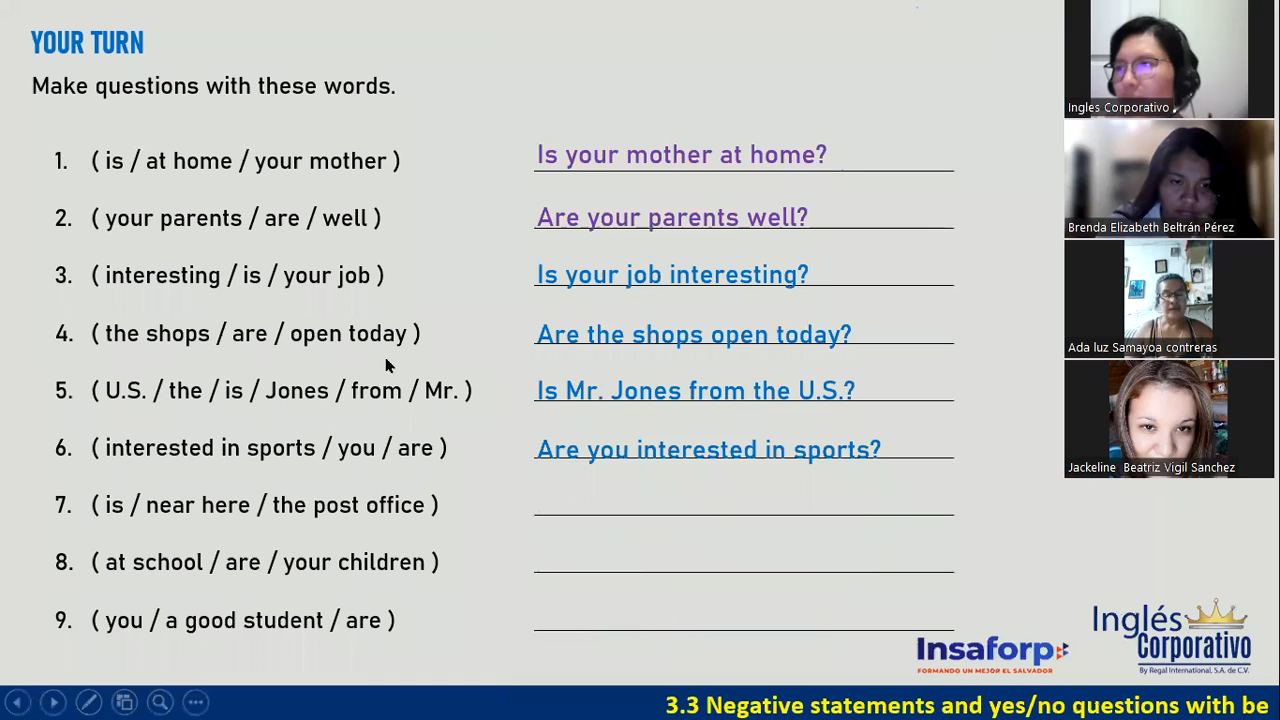 YOUR TURN
Make questions with these words.
1. ( is / at home / your mother ) Is your mother at home?
2. ( your parents / are / well ) Are your parents well?
3. ( interesting / is / your job ) Is your job interesting?
4. ( the shops / are / open today ) Are the shops open today?
5. ( U.S. / the / is / Jones / from / Mr. ) Is Mr. Jones from the U.S.?
6. ( interested in sports / you / are ) Are you interested in sports?
7. ( is / near here / the post office )
8. ( at school / are / your children )
9. ( you / a good student / are )
Ingles Corporativo
Brenda Elizabeth Beltrán Pérez
Ada luz Samayoa contreras
Jackeline Beatriz Vigil Sanchez
Insaforp
FORMANDO UN MEJOR EL SALVADOR
Inglés
Corporativo
By Regal International, S.A. de C.V.
3.3 Negative statements and yes/no questions with be